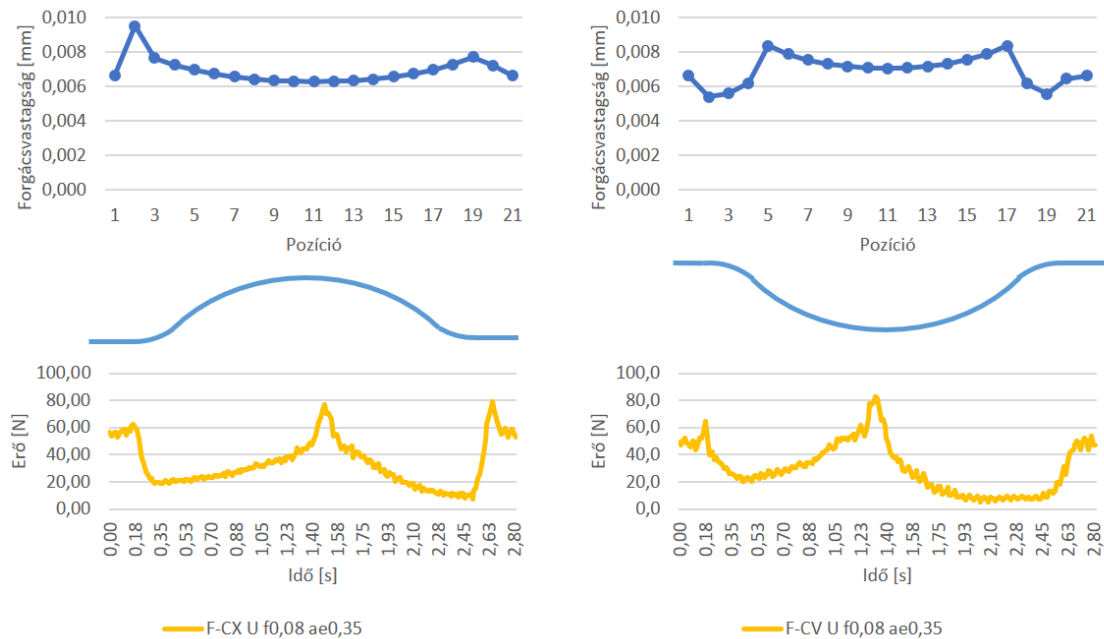 0,010
0,008
0,006
0,004
0,002
0,000
Forgácsvastagság [mm]
1 3 5 7 9 11 13 15 17 19 21
Pozíció
0,010
0,008
0,006
0,004
0,002
0,000
Forgácsvastagság [mm]
1 3 5 7 9 11 13 15 17 19 21
Pozíció
100,00
80,00
60,00
40,00
20,00
0,00
Erő [N]
0,00 0,18 0,35 0,53 0,70 0,88 1,05 1,23 1,40 1,58 1,75 1,93 2,10 2,28 2,45 2,63 2,80
Idő [s]
F-CX U f0,08 ae0,35
100,0
80,0
60,0
40,0
20,0
0,0
Erő [N]
0,00 0,18 0,35 0,53 0,70 0,88 1,05 1,23 1,40 1,58 1,75 1,93 2,10 2,28 2,45 2,63 2,80
Idő [s]
F-CV U f0,08 ae0,35